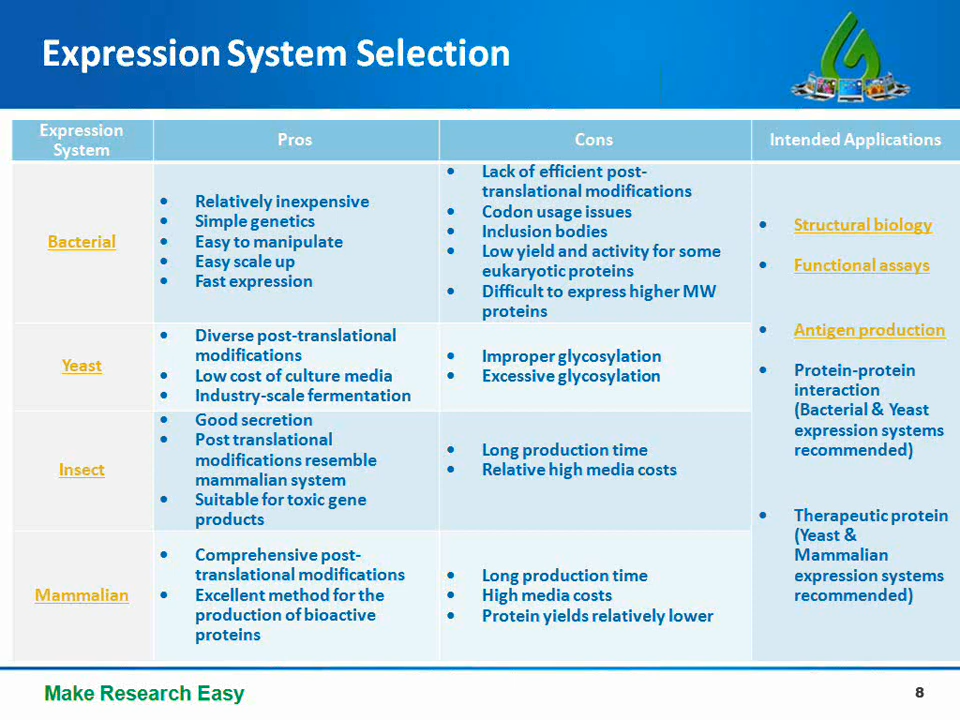 Expression System Selection
Expression
System
Pros
Cons
Intended Applications
Bacterial
• Relatively inexpensive
• Simple genetics
• Easy to manipulate
• Easy scale up
• Fast expression
• Lack of efficient post-
translational modifications
• Codon usage issues
• Inclusion bodies
• Low yield and activity for some
eukaryotic proteins
• Difficult to express higher MW
proteins
Yeast
• Diverse post-translational
modifications
• Low cost of culture media
• Industry-scale fermentation
• Improper glycosylation
• Excessive glycosylation
Insect
• Good secretion
• Post translational
modifications resemble
mammalian system
• Suitable for toxic gene
products
• Long production time
• Relative high media costs
Mammalian
• Comprehensive post-
translational modifications
• Excellent method for the
production of bioactive
proteins
• Long production time
• High media costs
• Protein yields relatively lower
• Structural biology
• Functional assays
• Antigen production
• Protein-protein
interaction
(Bacterial & Yeast
expression systems
recommended)
• Therapeutic protein
(Yeast &
Mammalian
expression systems
recommended)
Make Research Easy
8